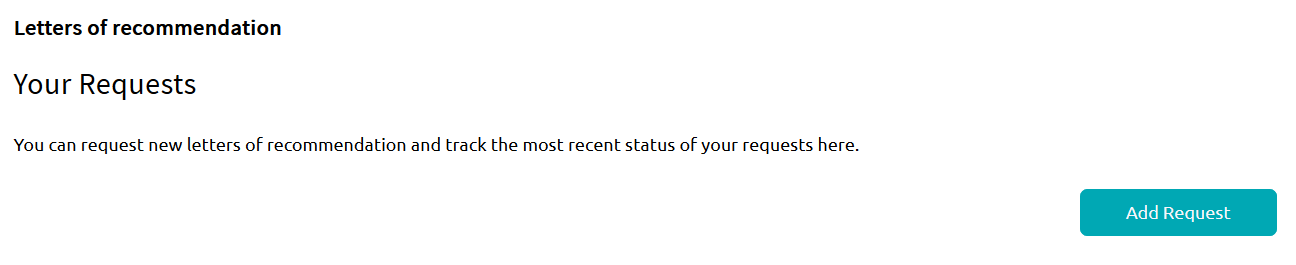 Letters of recommendation
Your Requests
You can request new letters of recommendation and track the most recent status of your requests here.
Add Request